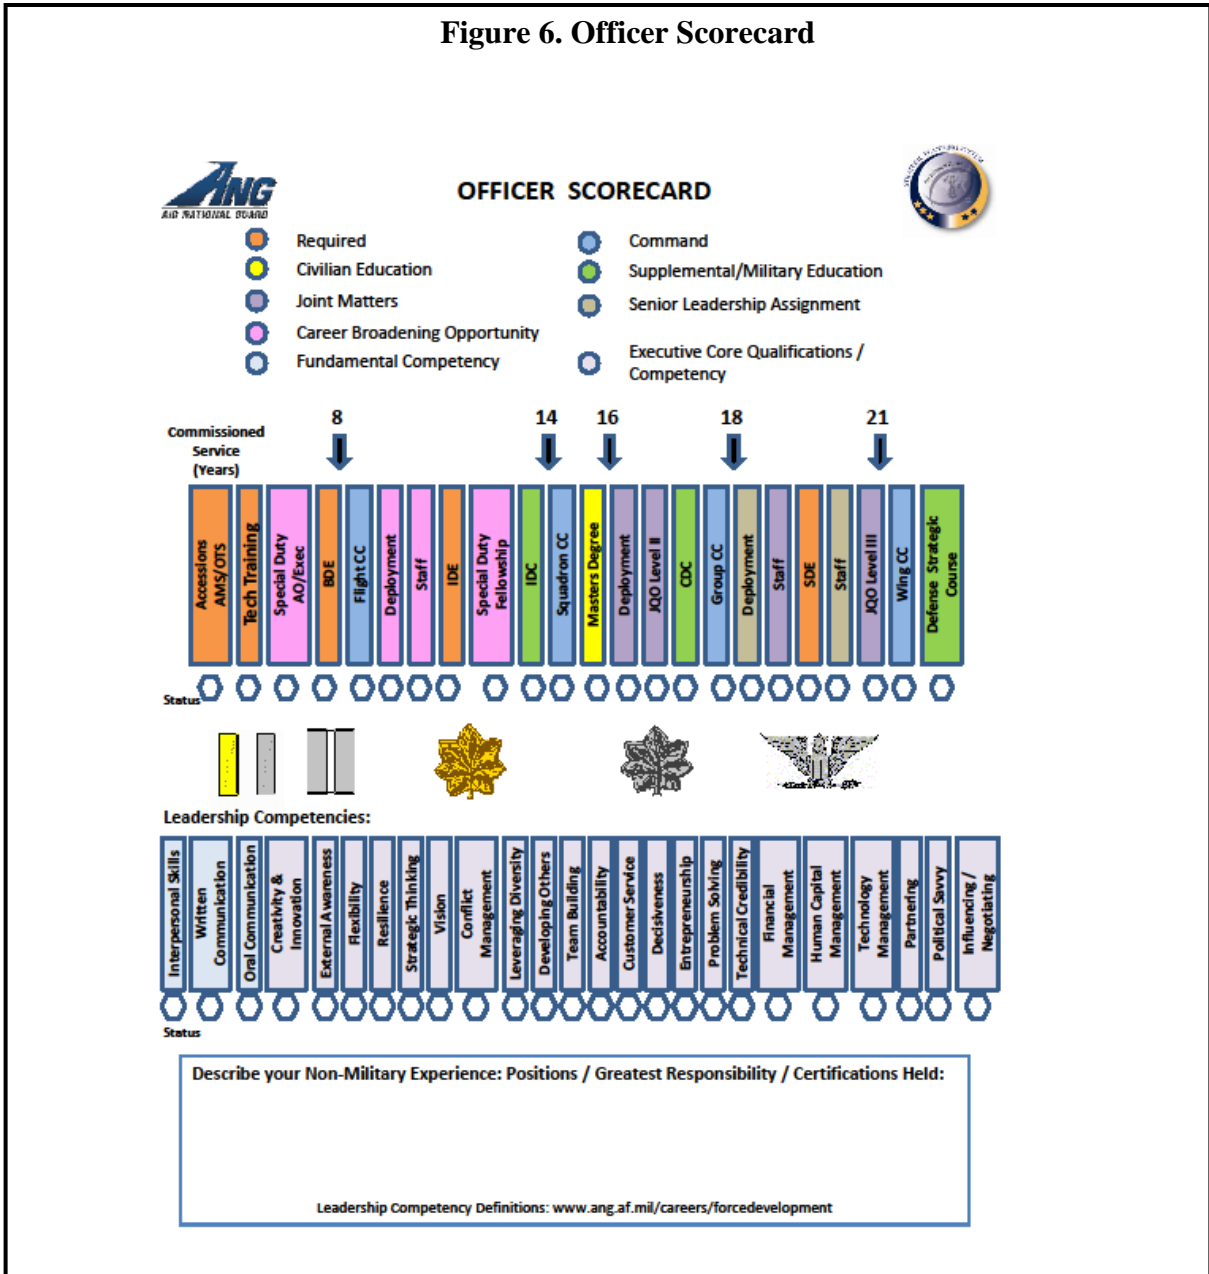 Figure 6. Officer Scorecard
ANG
AIR NATIONAL GUARD
OFFICER SCORECARD
Required
Civilian Education
Joint Matters
Career Broadening Opportunity
Fundamental Competency
Command
Supplemental/Military Education
Senior Leadership Assignment
Executive Core Qualifications /
Competency
Commissioned
Service
(Years)
8
14
16
18
21
Accessions
AMS/OTS
Tech Training
Special Duty
AO/Exec
BDE
Flight CC
Deployment
Staff
IDE
Special Duty
Fellowship
IDC
Squadron CC
Masters Degree
Deployment
JQO Level II
CDC
Group CC
Deployment
Staff
SDE
Staff
JQO Level III
Wing CC
Defense Strategic
Course
Status
Leadership Competencies:
Interpersonal Skills
Written
Communication
Oral Communication
Creativity &
Innovation
External Awareness
Flexibility
Resilience
Strategic Thinking
Vision
Conflict
Management
Leveraging Diversity
Developing Others
Team Building
Accountability
Customer Service
Decisiveness
Entrepreneurship
Problem Solving
Technical Credibility
Financial
Management
Human Capital
Management
Technology
Management
Partnering
Political Savvy
Influencing /
Negotiating
Status
Describe your Non-Military Experience: Positions / Greatest Responsibility / Certifications Held:
Leadership Competency Definitions: www.ang.af.mil/careers/forcedevelopment